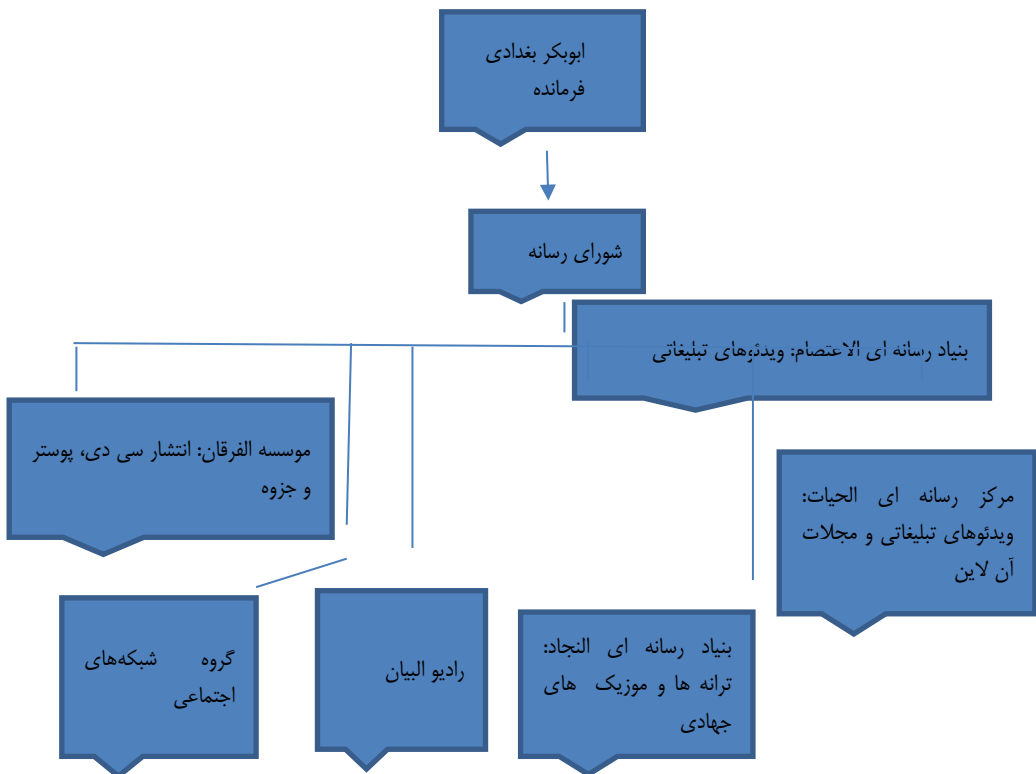 ابوبکر بغدادی
فرمانده
شورای رسانه
بنیاد رسانه ای الاعتصام: ویدئوهای تبلیغاتی
موسسه الفرقان: انتشار سی دی، پوستر
و جزوه
مرکز رسانه ای الحیات:
ویدئوهای تبلیغاتی و مجلات
آن لاین
گروه شبکه‌های
اجتماعی
رادیو البیان
بنیاد رسانه ای النجاد:
ترانه ها و موزیک های
جهادی